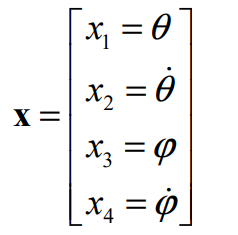 x₁ = θ
x₂ = θ̇
𝐱 =
x₃ = φ
x₄ = φ̇